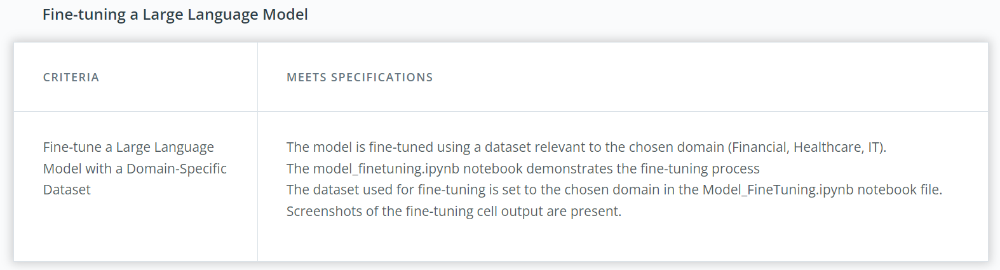 Fine-tuning a Large Language Model
CRITERIA
MEETS SPECIFICATIONS
Fine-tune a Large Language
Model with a Domain-Specific
Dataset
The model is fine-tuned using a dataset relevant to the chosen domain (Financial, Healthcare, IT).
The model_finetuning.ipynb notebook demonstrates the fine-tuning process
The dataset used for fine-tuning is set to the chosen domain in the Model_FineTuning.ipynb notebook file.
Screenshots of the fine-tuning cell output are present.